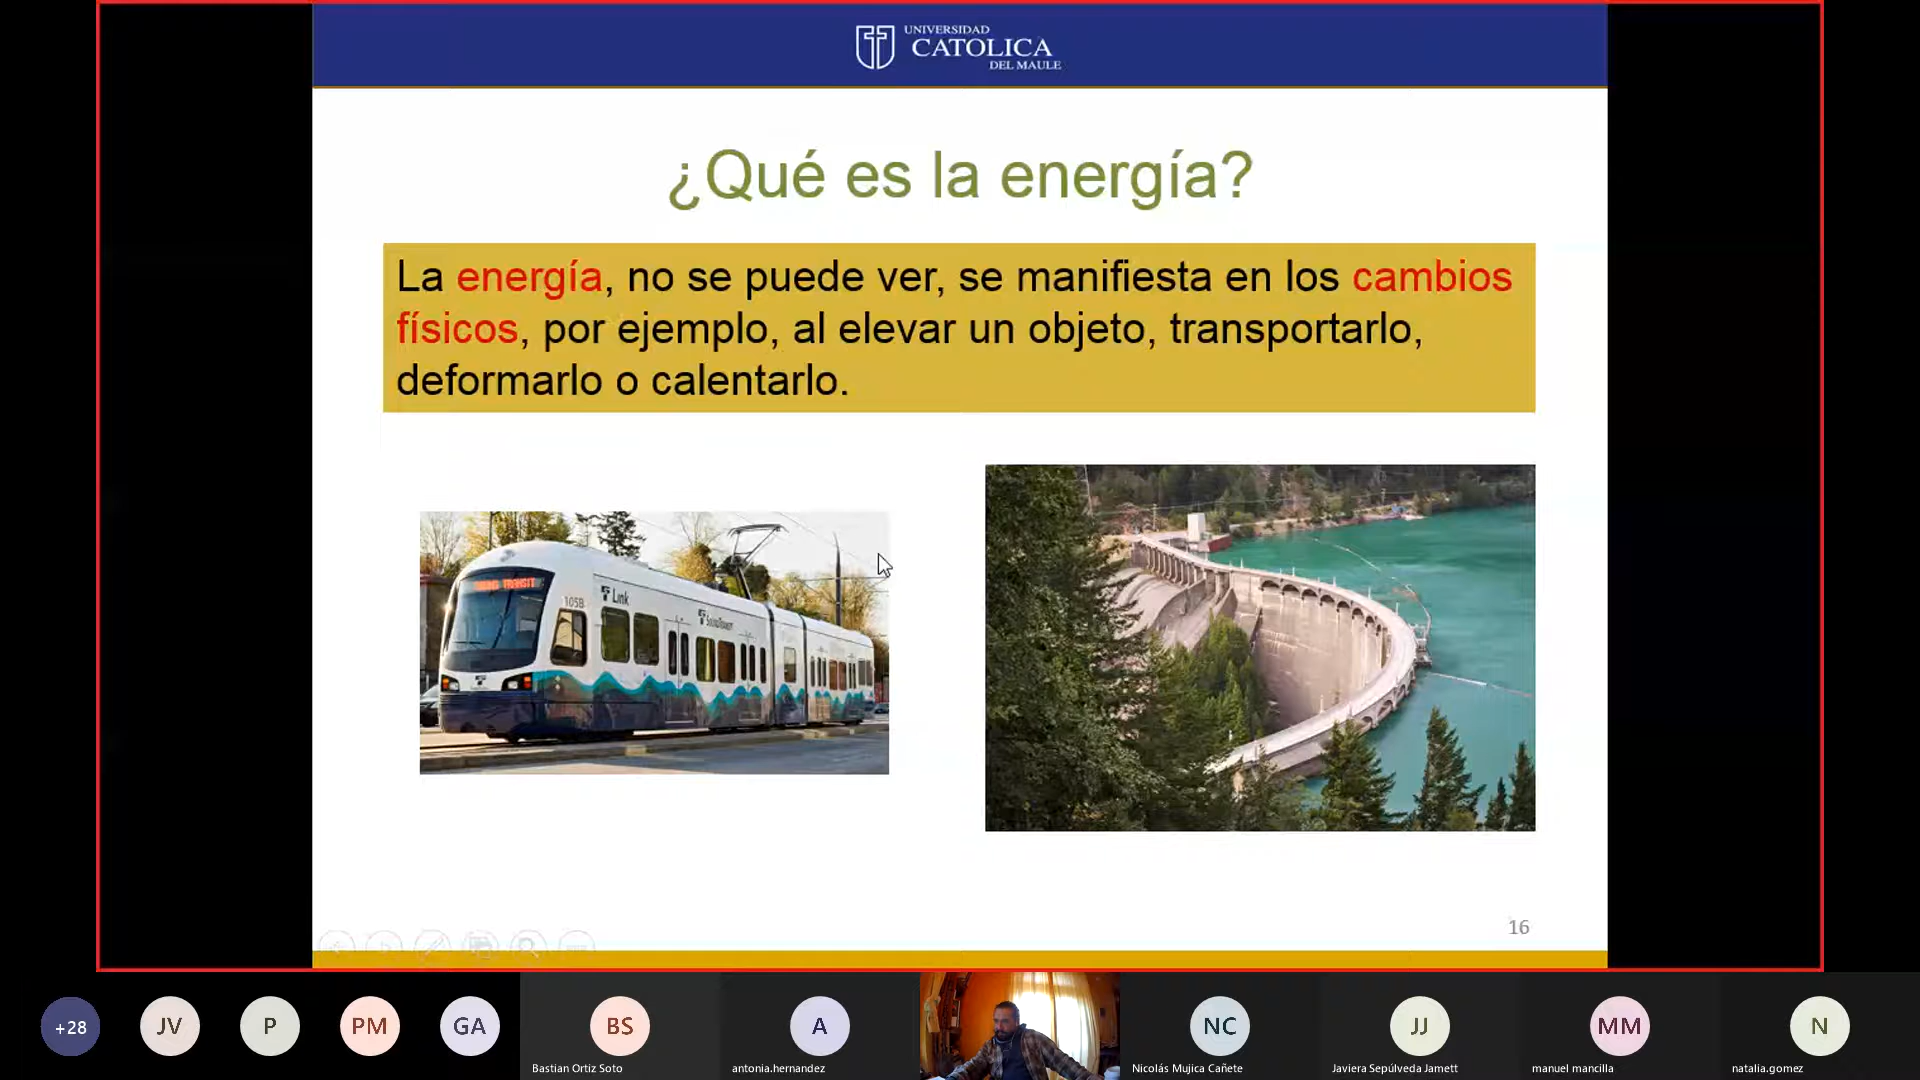 UNIVERSIDAD
CATOLICA
DEL MAULE
¿Qué es la energía?
La energía, no se puede ver, se manifiesta en los cambios
físicos, por ejemplo, al elevar un objeto, transportarlo,
deformarlo o calentarlo.
105B
Link
16
+28
JV
P
PM
GA
BS
A
NC
JJ
MM
N
Bastian Ortiz Soto
antonia.hernandez
Nicolás Mujica Cañete
Javiera Sepúlveda Jamett
manuel mancilla
natalia.gomez